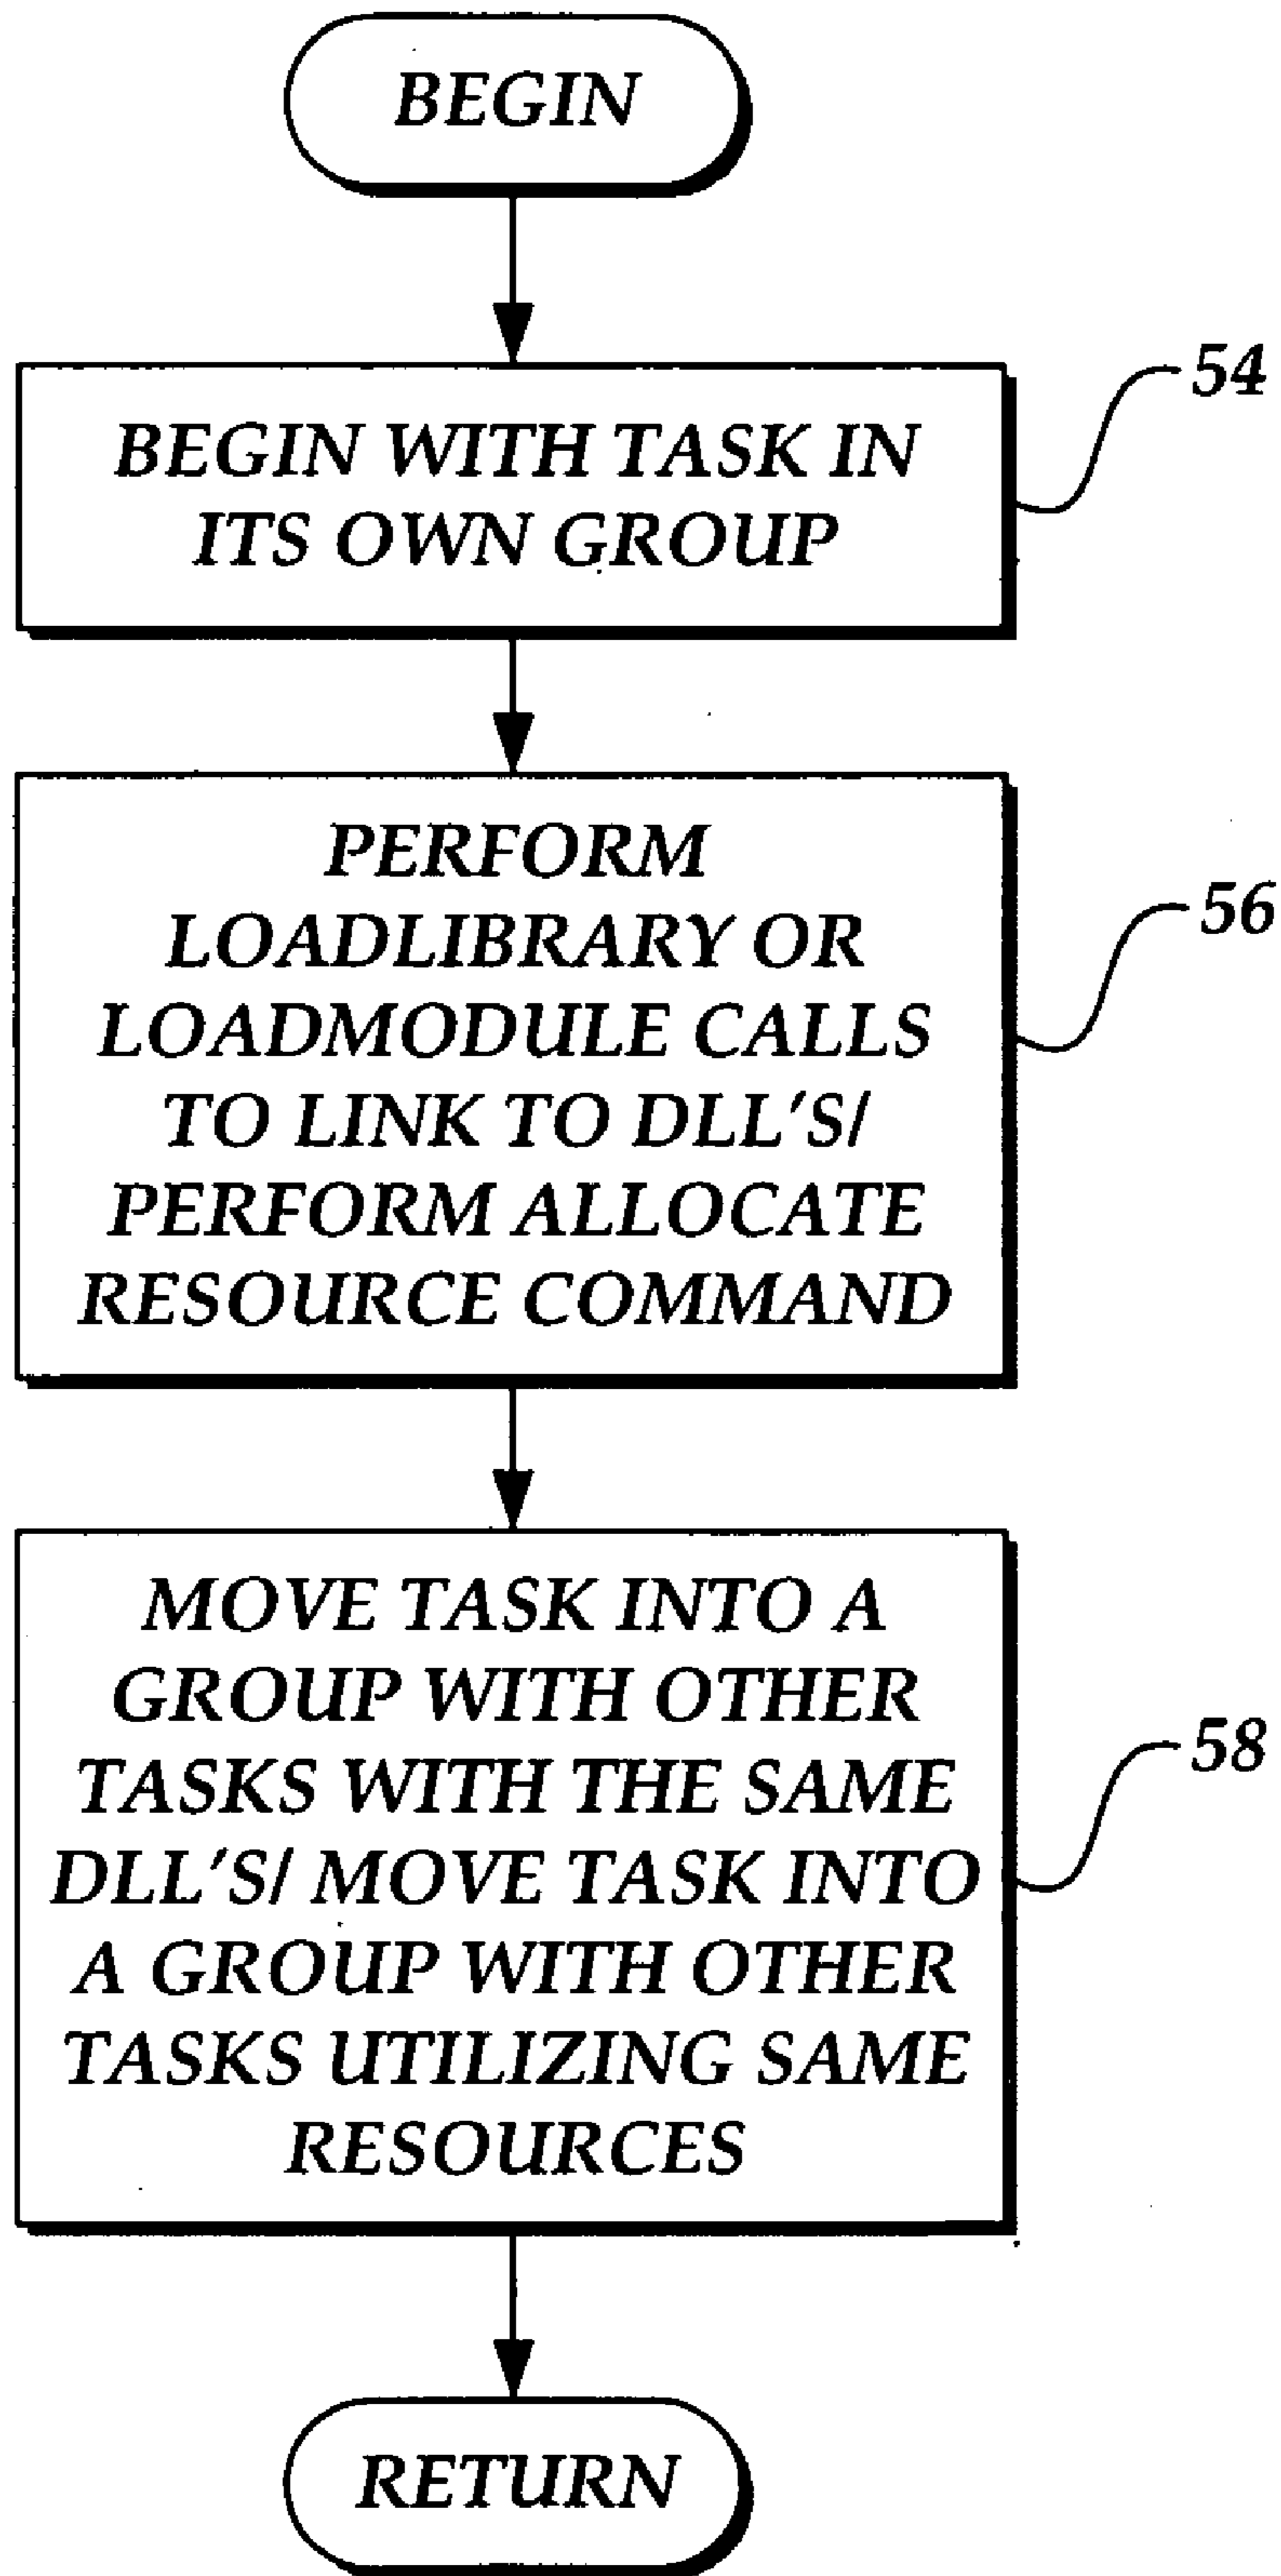 BEGIN
BEGIN WITH TASK IN
ITS OWN GROUP
54
PERFORM
LOADLIBRARY OR
LOADMODULE CALLS
TO LINK TO DLL'S/
PERFORM ALLOCATE
RESOURCE COMMAND
56
MOVE TASK INTO A
GROUP WITH OTHER
TASKS WITH THE SAME
DLL'S/ MOVE TASK INTO
A GROUP WITH OTHER
TASKS UTILIZING SAME
RESOURCES
58
RETURN